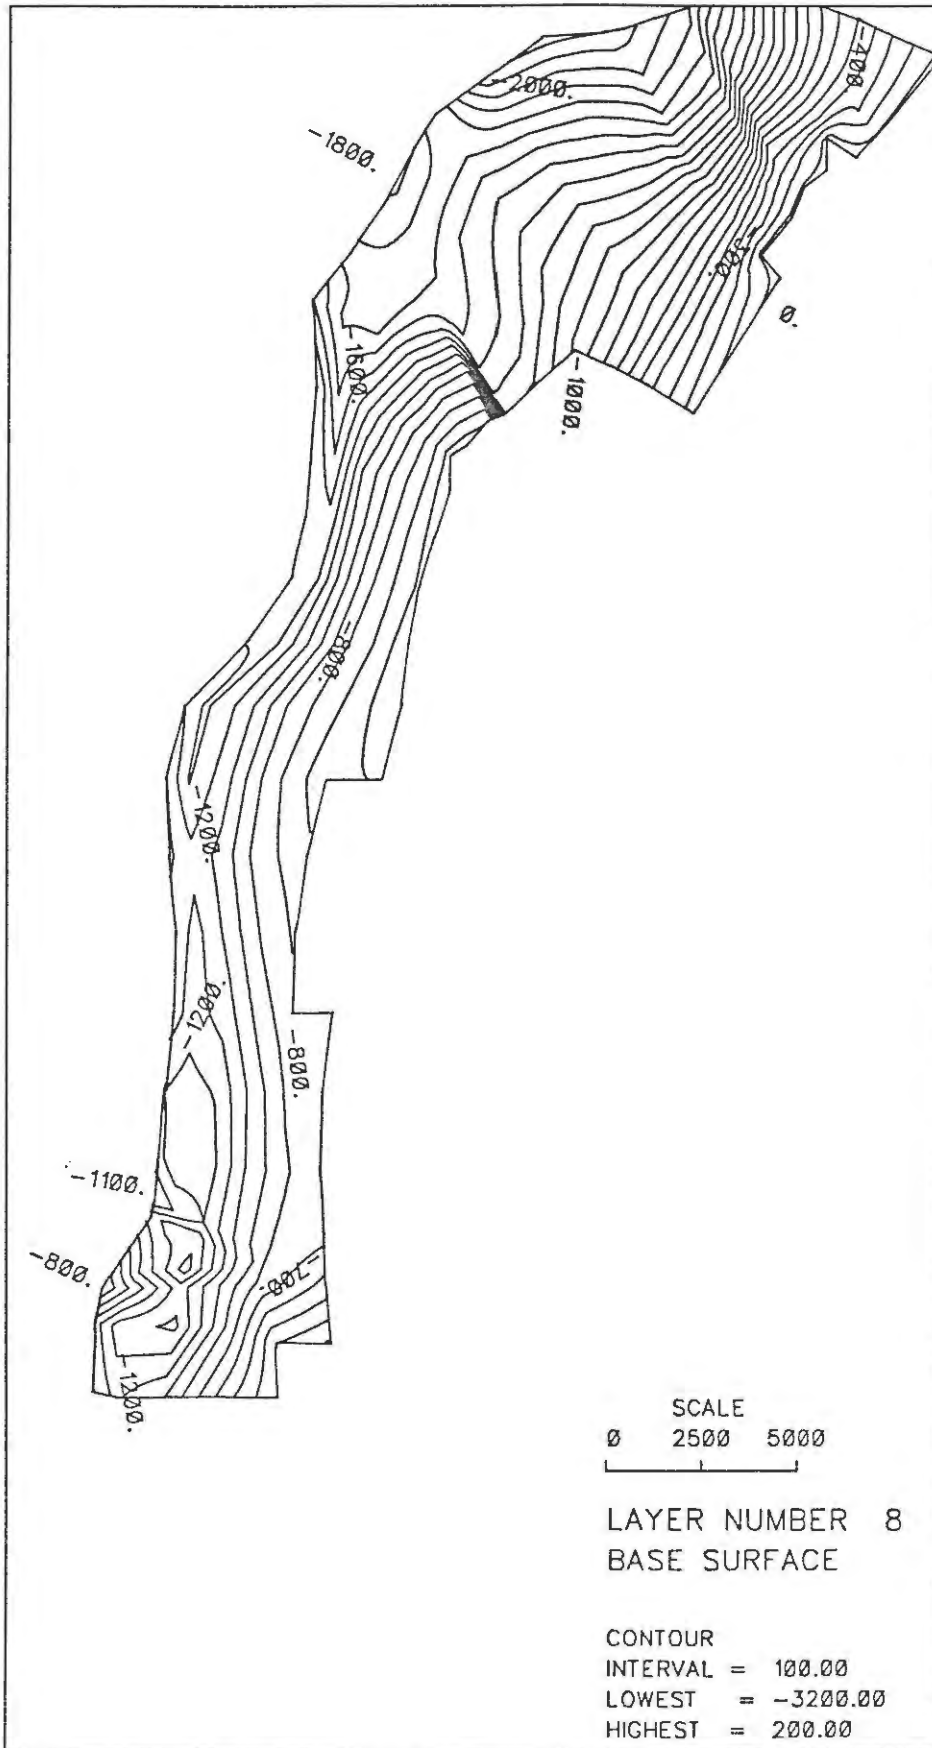 -400.
-2000.
-1800.
-300.
0.
-1600.
-1000.
-800.
-1200.
-1200.
-800.
-1100.
-800.
-700.
-1200.
SCALE
0 2500 5000
LAYER NUMBER 8
BASE SURFACE
CONTOUR
INTERVAL = 100.00
LOWEST = -3200.00
HIGHEST = 200.00